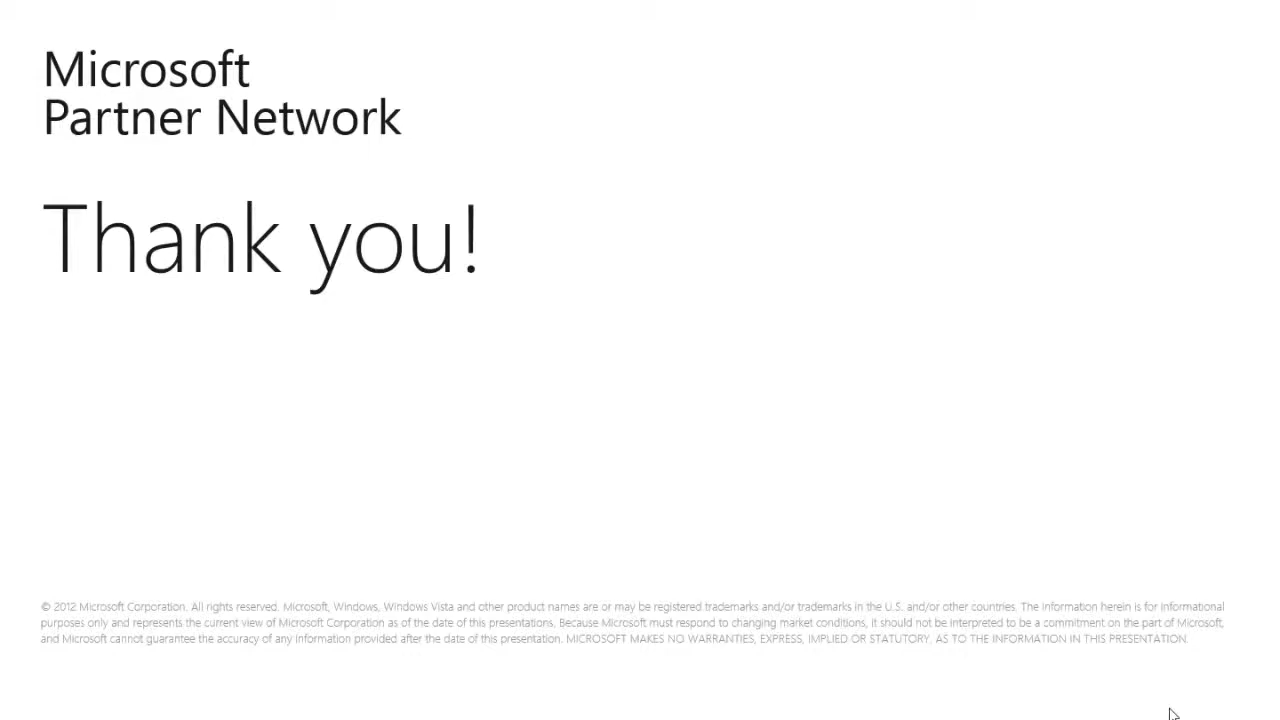 Microsoft
Partner Network
Thank you!
© 2012 Microsoft Corporation. All rights reserved. Microsoft, Windows, Windows Vista and other product names are or may be registered trademarks and/or trademarks in the U.S. and/or other countries. The information herein is for informational
purposes only and represents the current view of Microsoft Corporation as of the date of this presentations. Because Microsoft must respond to changing market conditions, it should not be interpreted to be a commitment on the part of Microsoft,
and Microsoft cannot guarantee the accuracy of any information provided after the date of this presentation. MICROSOFT MAKES NO WARRANTIES, EXPRESS, IMPLIED OR STATUTORY, AS TO THE INFORMATION IN THIS PRESENTATION.